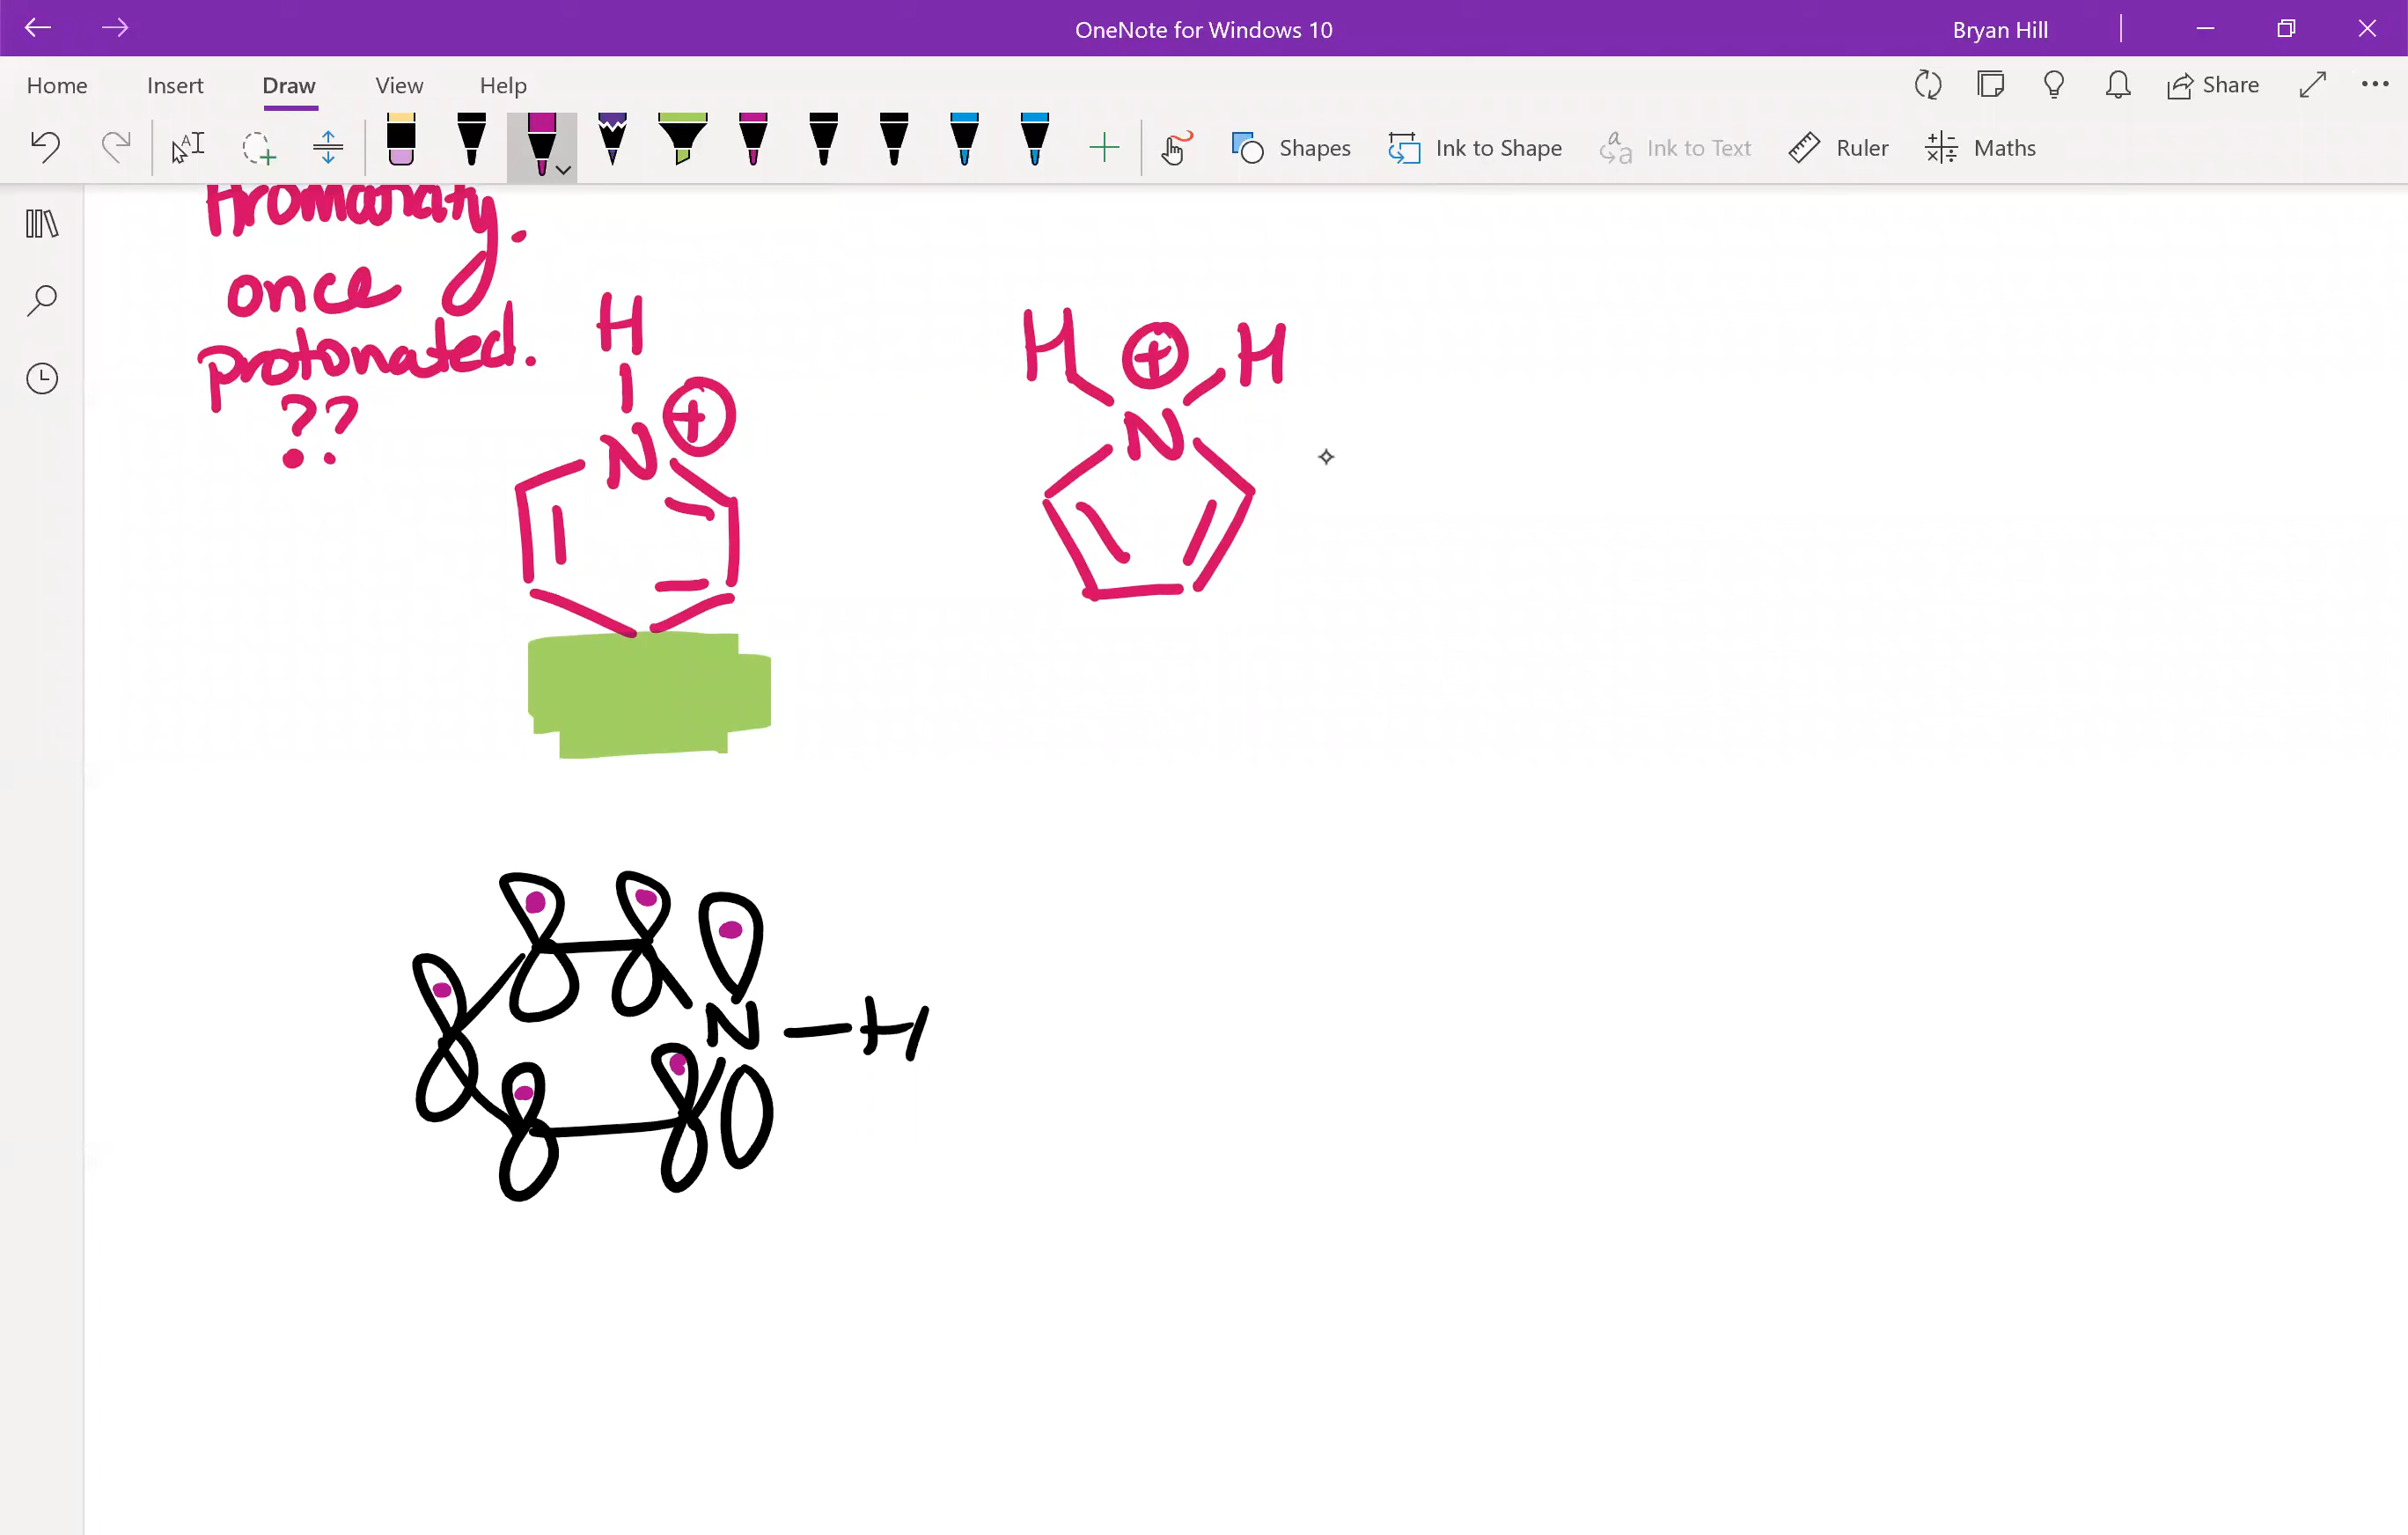 OneNote for Windows 10
Bryan Hill
Home Insert Draw View Help
Share
Shapes Ink to Shape Ink to Text Ruler Maths
Aromaticity.
once
protonated.
??
H
N +
H + H
N
N - H